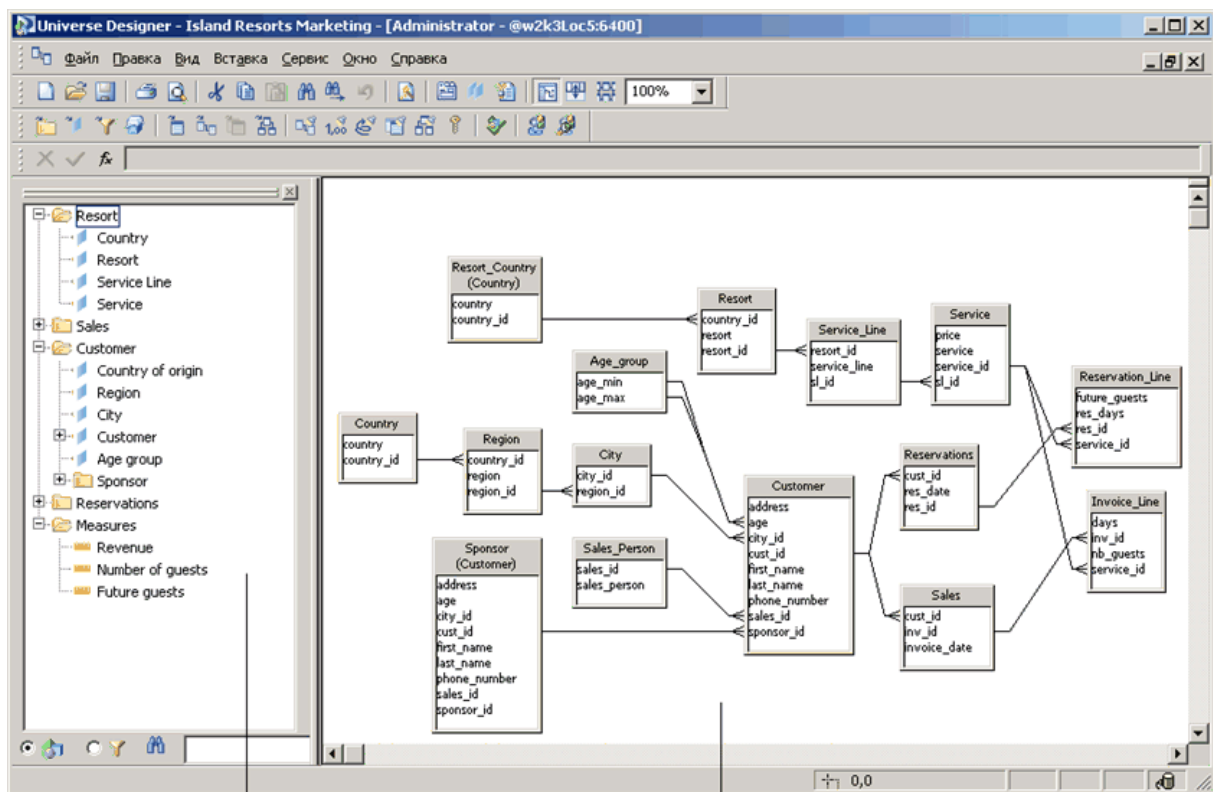 Universe Designer - Island Resorts Marketing - [Administrator - @w2k3Loc5:6400]
Файл Правка Вид Вставка Сервис Окно Справка
100%
Resort
Country
Resort
Service Line
Service
Sales
Customer
Country of origin
Region
City
Customer
Age group
Sponsor
Reservations
Measures
Revenue
Number of guests
Future guests
Resort_Country
(Country)
country
country_id
Resort
country_id
resort
resort_id
Service_Line
resort_id
service_line
sl_id
Service
price
service
service_id
sl_id
Reservation_Line
future_guests
res_days
res_id
service_id
Age_group
age_min
age_max
Country
country
country_id
Region
country_id
region
region_id
City
city_id
region_id
Customer
address
age
city_id
cust_id
first_name
last_name
phone_number
sales_id
sponsor_id
Reservations
cust_id
res_date
res_id
Invoice_Line
days
inv_id
nb_guests
service_id
Sponsor
(Customer)
address
age
city_id
cust_id
first_name
last_name
phone_number
sales_id
sponsor_id
Sales_Person
sales_id
sales_person
Sales
cust_id
inv_id
invoice_date
0,0